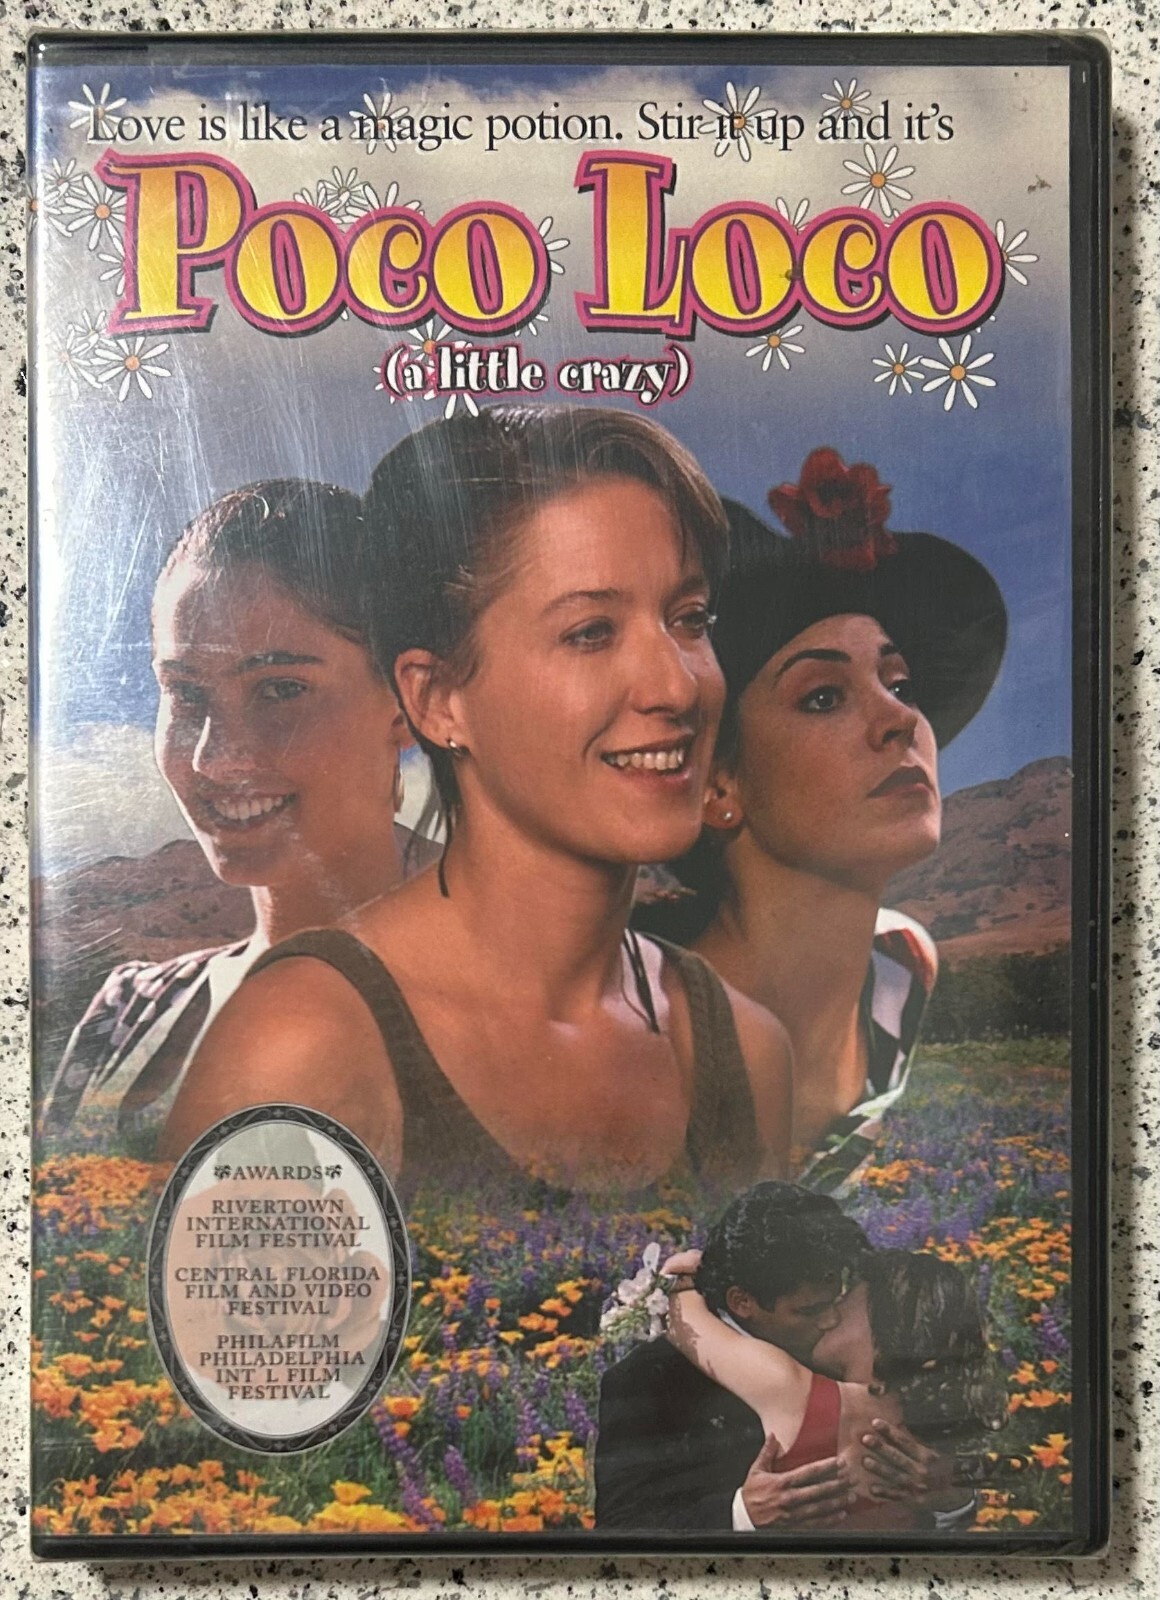 Love is like a magic potion. Stir it up and it's
Poco Loco
(a little crazy)
AWARDS
RIVERTOWN
INTERNATIONAL
FILM FESTIVAL
CENTRAL FLORIDA
FILM AND VIDEO
FESTIVAL
PHILAFILM
PHILADELPHIA
INT L FILM
FESTIVAL
DVD